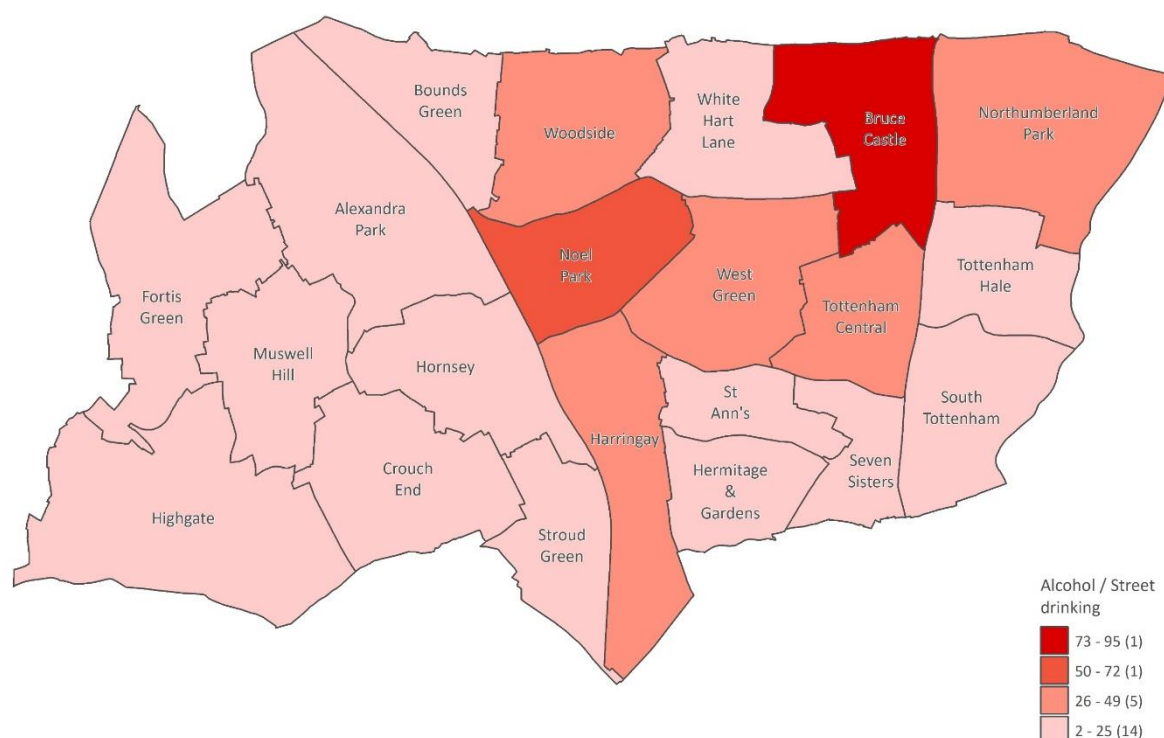 Bounds
Green
Woodside
White
Hart
Lane
Bruce
Castle
Northumberland
Park
Alexandra
Park
Noel
Park
West
Green
Tottenham
Hale
Fortis
Green
Tottenham
Central
Muswell
Hill
Hornsey
St
Ann's
South
Tottenham
Harringay
Crouch
End
Hermitage
&
Gardens
Seven
Sisters
Highgate
Stroud
Green
Alcohol / Street
drinking
73 - 95 (1)
50 - 72 (1)
26 - 49 (5)
2 - 25 (14)